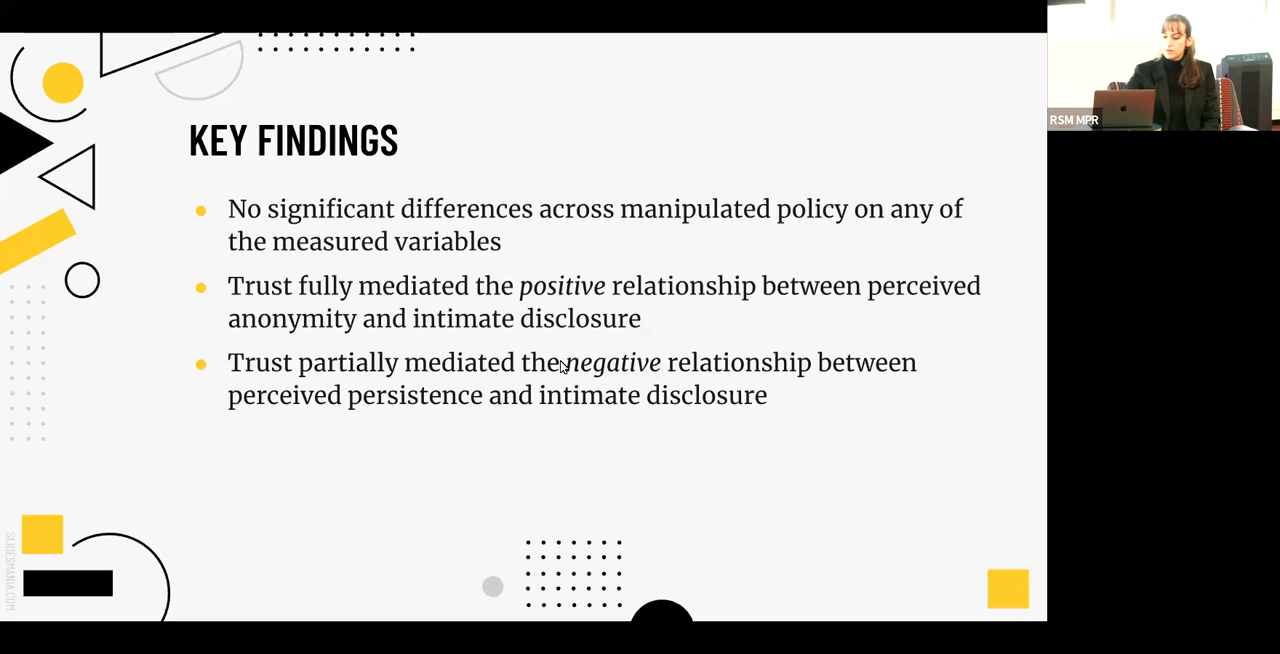 KEY FINDINGS
No significant differences across manipulated policy on any of
the measured variables
Trust fully mediated the positive relationship between perceived
anonymity and intimate disclosure
Trust partially mediated the negative relationship between
perceived persistence and intimate disclosure
RSM MPR
SLIDESMANIA.COM